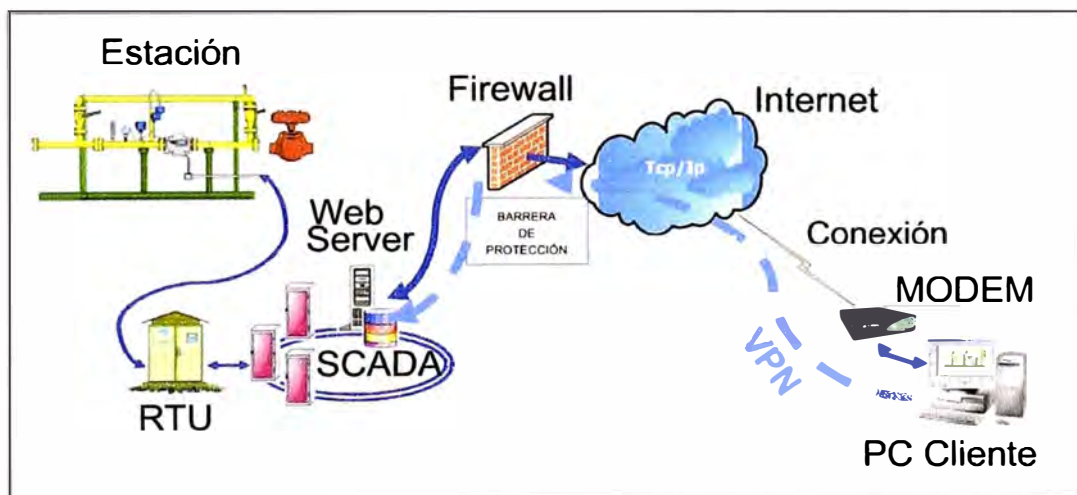 Estación
Firewall
Internet
Tcp/Ip
BARRERA
DE
PROTECCIÓN
Web
Server
Conexión
MODEM
SCADA
VPN
RTU
PC Cliente